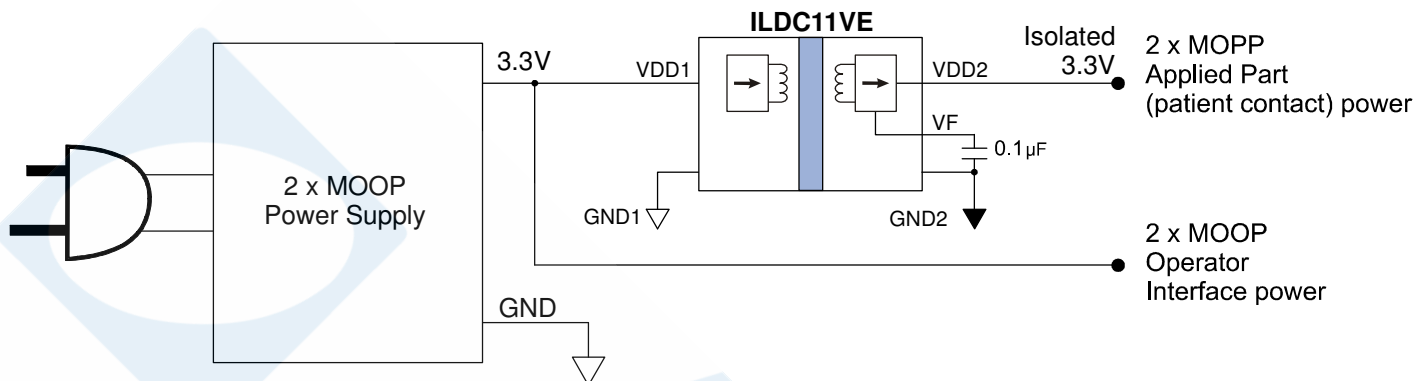 ILDC11VE
3.3V
VDD1
VDD2
Isolated
3.3V
2 x MOPP
Applied Part
(patient contact) power
VF
0.1µF
2 x MOOP
Power Supply
GND1
GND2
2 x MOOP
Operator
Interface power
GND